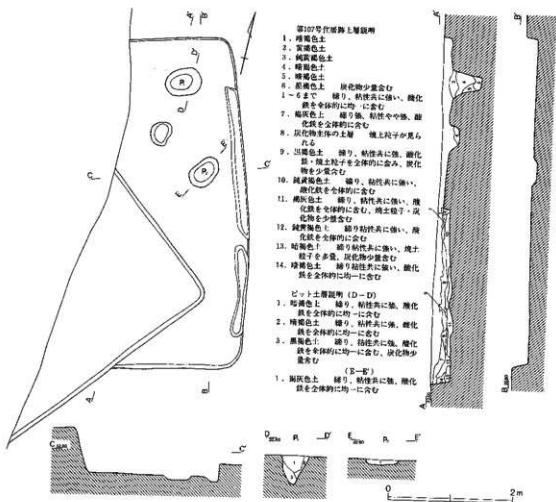 第107号住居跡土層説明
1．暗褐色土
2．黄褐色土
3．鈍黄褐色土
4．暗褐色土
5．暗褐色土
6．黒褐色土　炭化物少量含む
1～6まで　締り、粘性共に強い、酸化
鉄を全体的に均一に含む
7．褐灰色土　締り強、粘性やや強、酸
化鉄を全体的に含む
8．炭化物主体の土層　焼土粒子が見ら
れる
9．黒褐色土　締り、粘性共に強い、酸化
鉄・焼土粒子を全体的に含み、炭化
物を少量含む
10．鈍黄褐色土　締り、粘性共に強い、
酸化鉄を全体的に含む
11．褐灰色土　締り、粘性共に強い、酸
化鉄を全体的に含む、焼土粒子・炭
化物を少量含む
12．鈍黄褐色土　締り粘性共に強い、酸
化鉄を全体的に含む
13．暗褐色土　締り粘性共に強い、焼土
粒子を多量、炭化物少量含む
14．暗褐色土　締り粘性共に強い、酸化
鉄を全体的に均一に含む
ピット土層説明（D－D'）
1．暗褐色土　締り、粘性共に強、酸化
鉄を全体的に均一に含む
2．暗褐色土　締り、粘性共に強、酸化
鉄を全体的に均一に含む
3．黒褐色土　締り、粘性共に強、酸化
鉄を全体的に均一に含む、炭化物少
量含む
（E－E'）
1．褐灰色土　締り、粘性共に強、酸化
鉄を全体的に均一に含む
A' B'
D'
P₁
D
E'
P₂
E
C C'
A B
A' B'
A B
C C'
D P₁ D'
E P₂ E'
0 2m